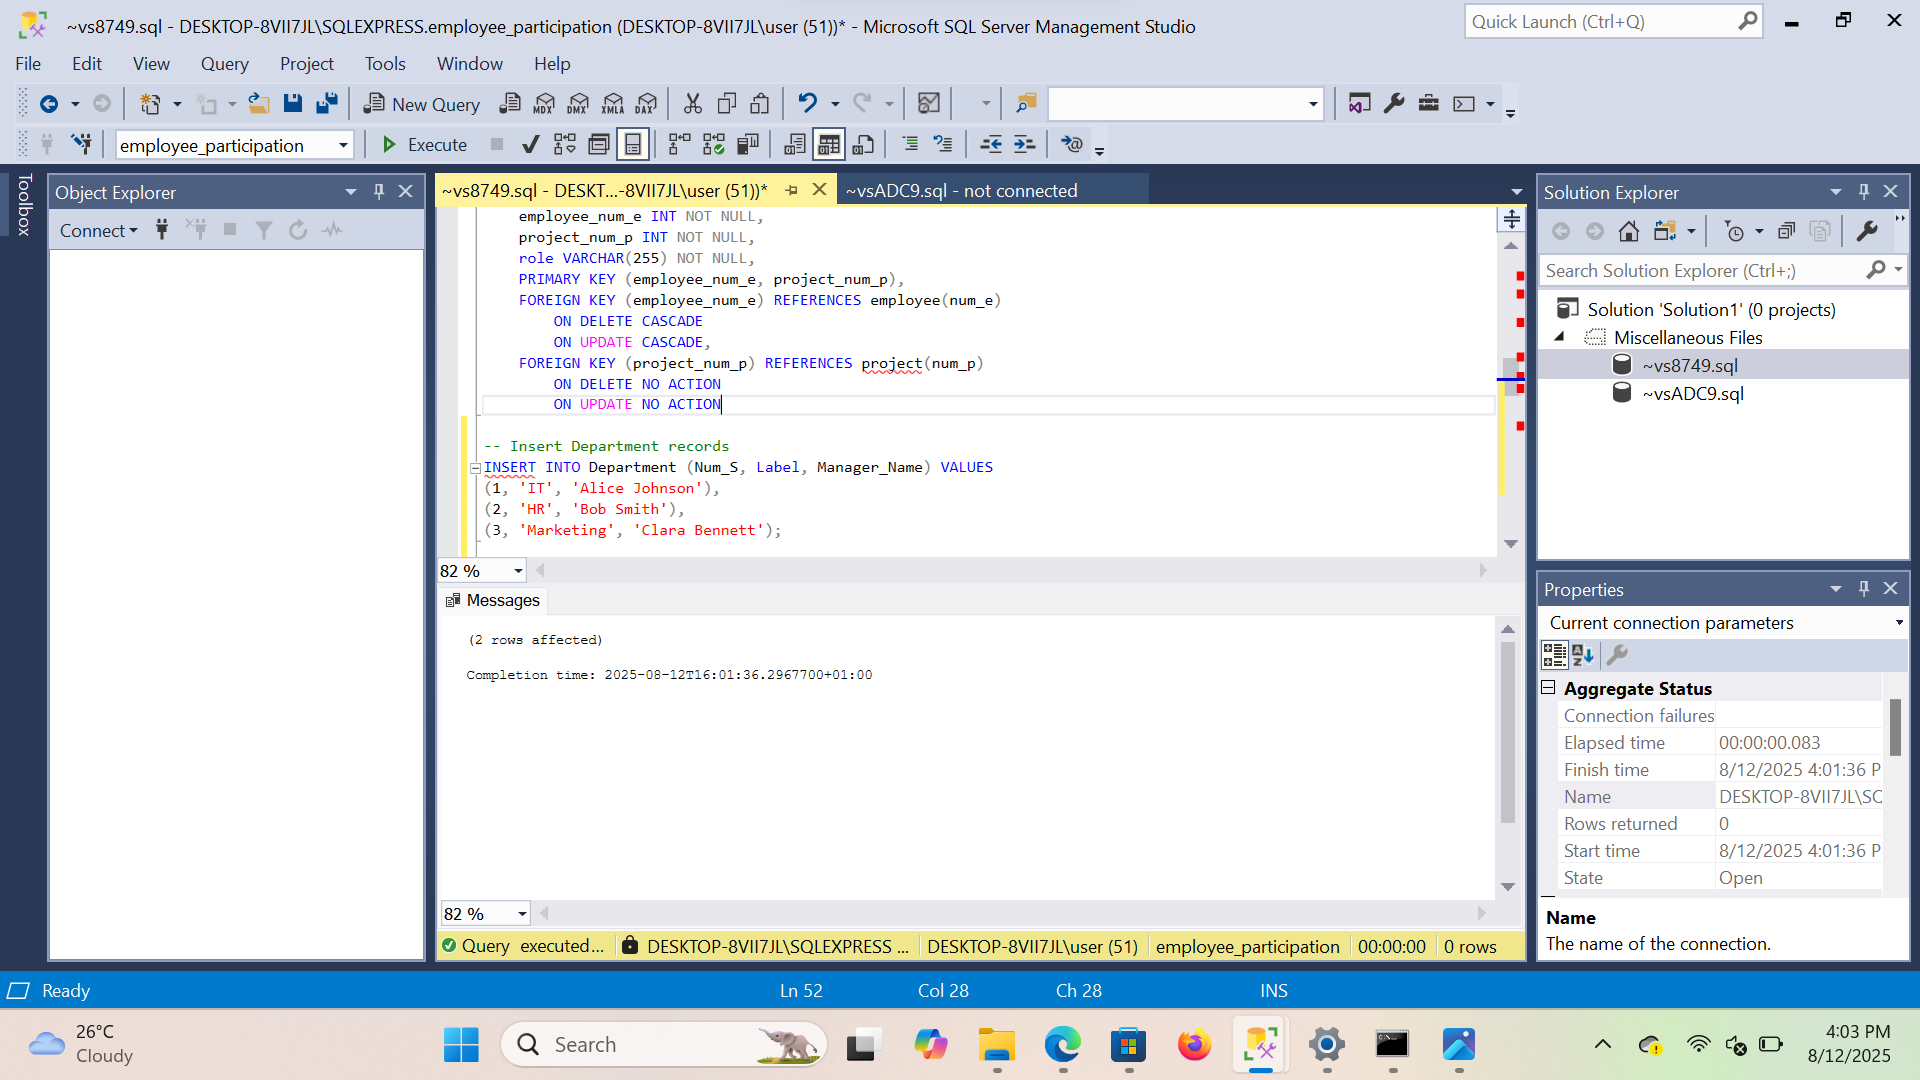 ~vs8749.sql - DESKTOP-8VII7JL\SQLEXPRESS.employee_participation (DESKTOP-8VII7JL\user (51))* - Microsoft SQL Server Management Studio
Quick Launch (Ctrl+Q)
File Edit View Query Project Tools Window Help
New Query MDX DMX XMLA DAX
employee_participation Execute
Toolbox
Object Explorer
Connect
~vs8749.sql - DESKT...-8VII7JL\user (51))* ~vsADC9.sql - not connected
employee_num_e INT NOT NULL,
project_num_p INT NOT NULL,
role VARCHAR(255) NOT NULL,
PRIMARY KEY (employee_num_e, project_num_p),
FOREIGN KEY (employee_num_e) REFERENCES employee(num_e)
ON DELETE CASCADE
ON UPDATE CASCADE,
FOREIGN KEY (project_num_p) REFERENCES project(num_p)
ON DELETE NO ACTION
ON UPDATE NO ACTION
-- Insert Department records
INSERT INTO Department (Num_S, Label, Manager_Name) VALUES
(1, 'IT', 'Alice Johnson'),
(2, 'HR', 'Bob Smith'),
(3, 'Marketing', 'Clara Bennett');
82 %
Messages
(2 rows affected)
Completion time: 2025-08-12T16:01:36.2967700+01:00
82 %
Query executed... DESKTOP-8VII7JL\SQLEXPRESS ... DESKTOP-8VII7JL\user (51) employee_participation 00:00:00 0 rows
Solution Explorer
Search Solution Explorer (Ctrl+;)
Solution 'Solution1' (0 projects)
Miscellaneous Files
~vs8749.sql
~vsADC9.sql
Properties
Current connection parameters
Aggregate Status
Connection failures
Elapsed time 00:00:00.083
Finish time 8/12/2025 4:01:36 P
Name DESKTOP-8VII7JL\SC
Rows returned 0
Start time 8/12/2025 4:01:36 P
State Open
Name
The name of the connection.
Ready Ln 52 Col 28 Ch 28 INS
26°C
Cloudy
Search
4:03 PM
8/12/2025